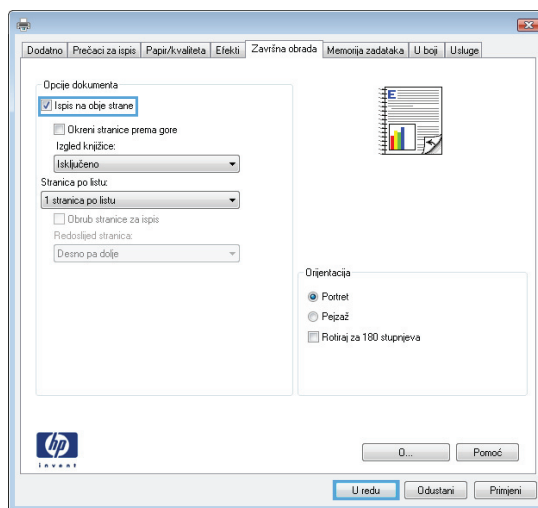 Dodatno Prečaci za ispis Papir/kvaliteta Efekti Završna obrada Memorija zadataka U boji Usluge
Opcije dokumenta
Ispis na obje strane
Okreni stranice prema gore
Izgled knjižice:
Isključeno
Stranica po listu:
1 stranica po listu
Obrub stranice za ispis
Redoslijed stranica:
Desno pa dolje
E
Orijentacija
Portret
Pejzaž
Rotiraj za 180 stupnjeva
hp
invent
O... Pomoć
U redu Odustani Primjeni